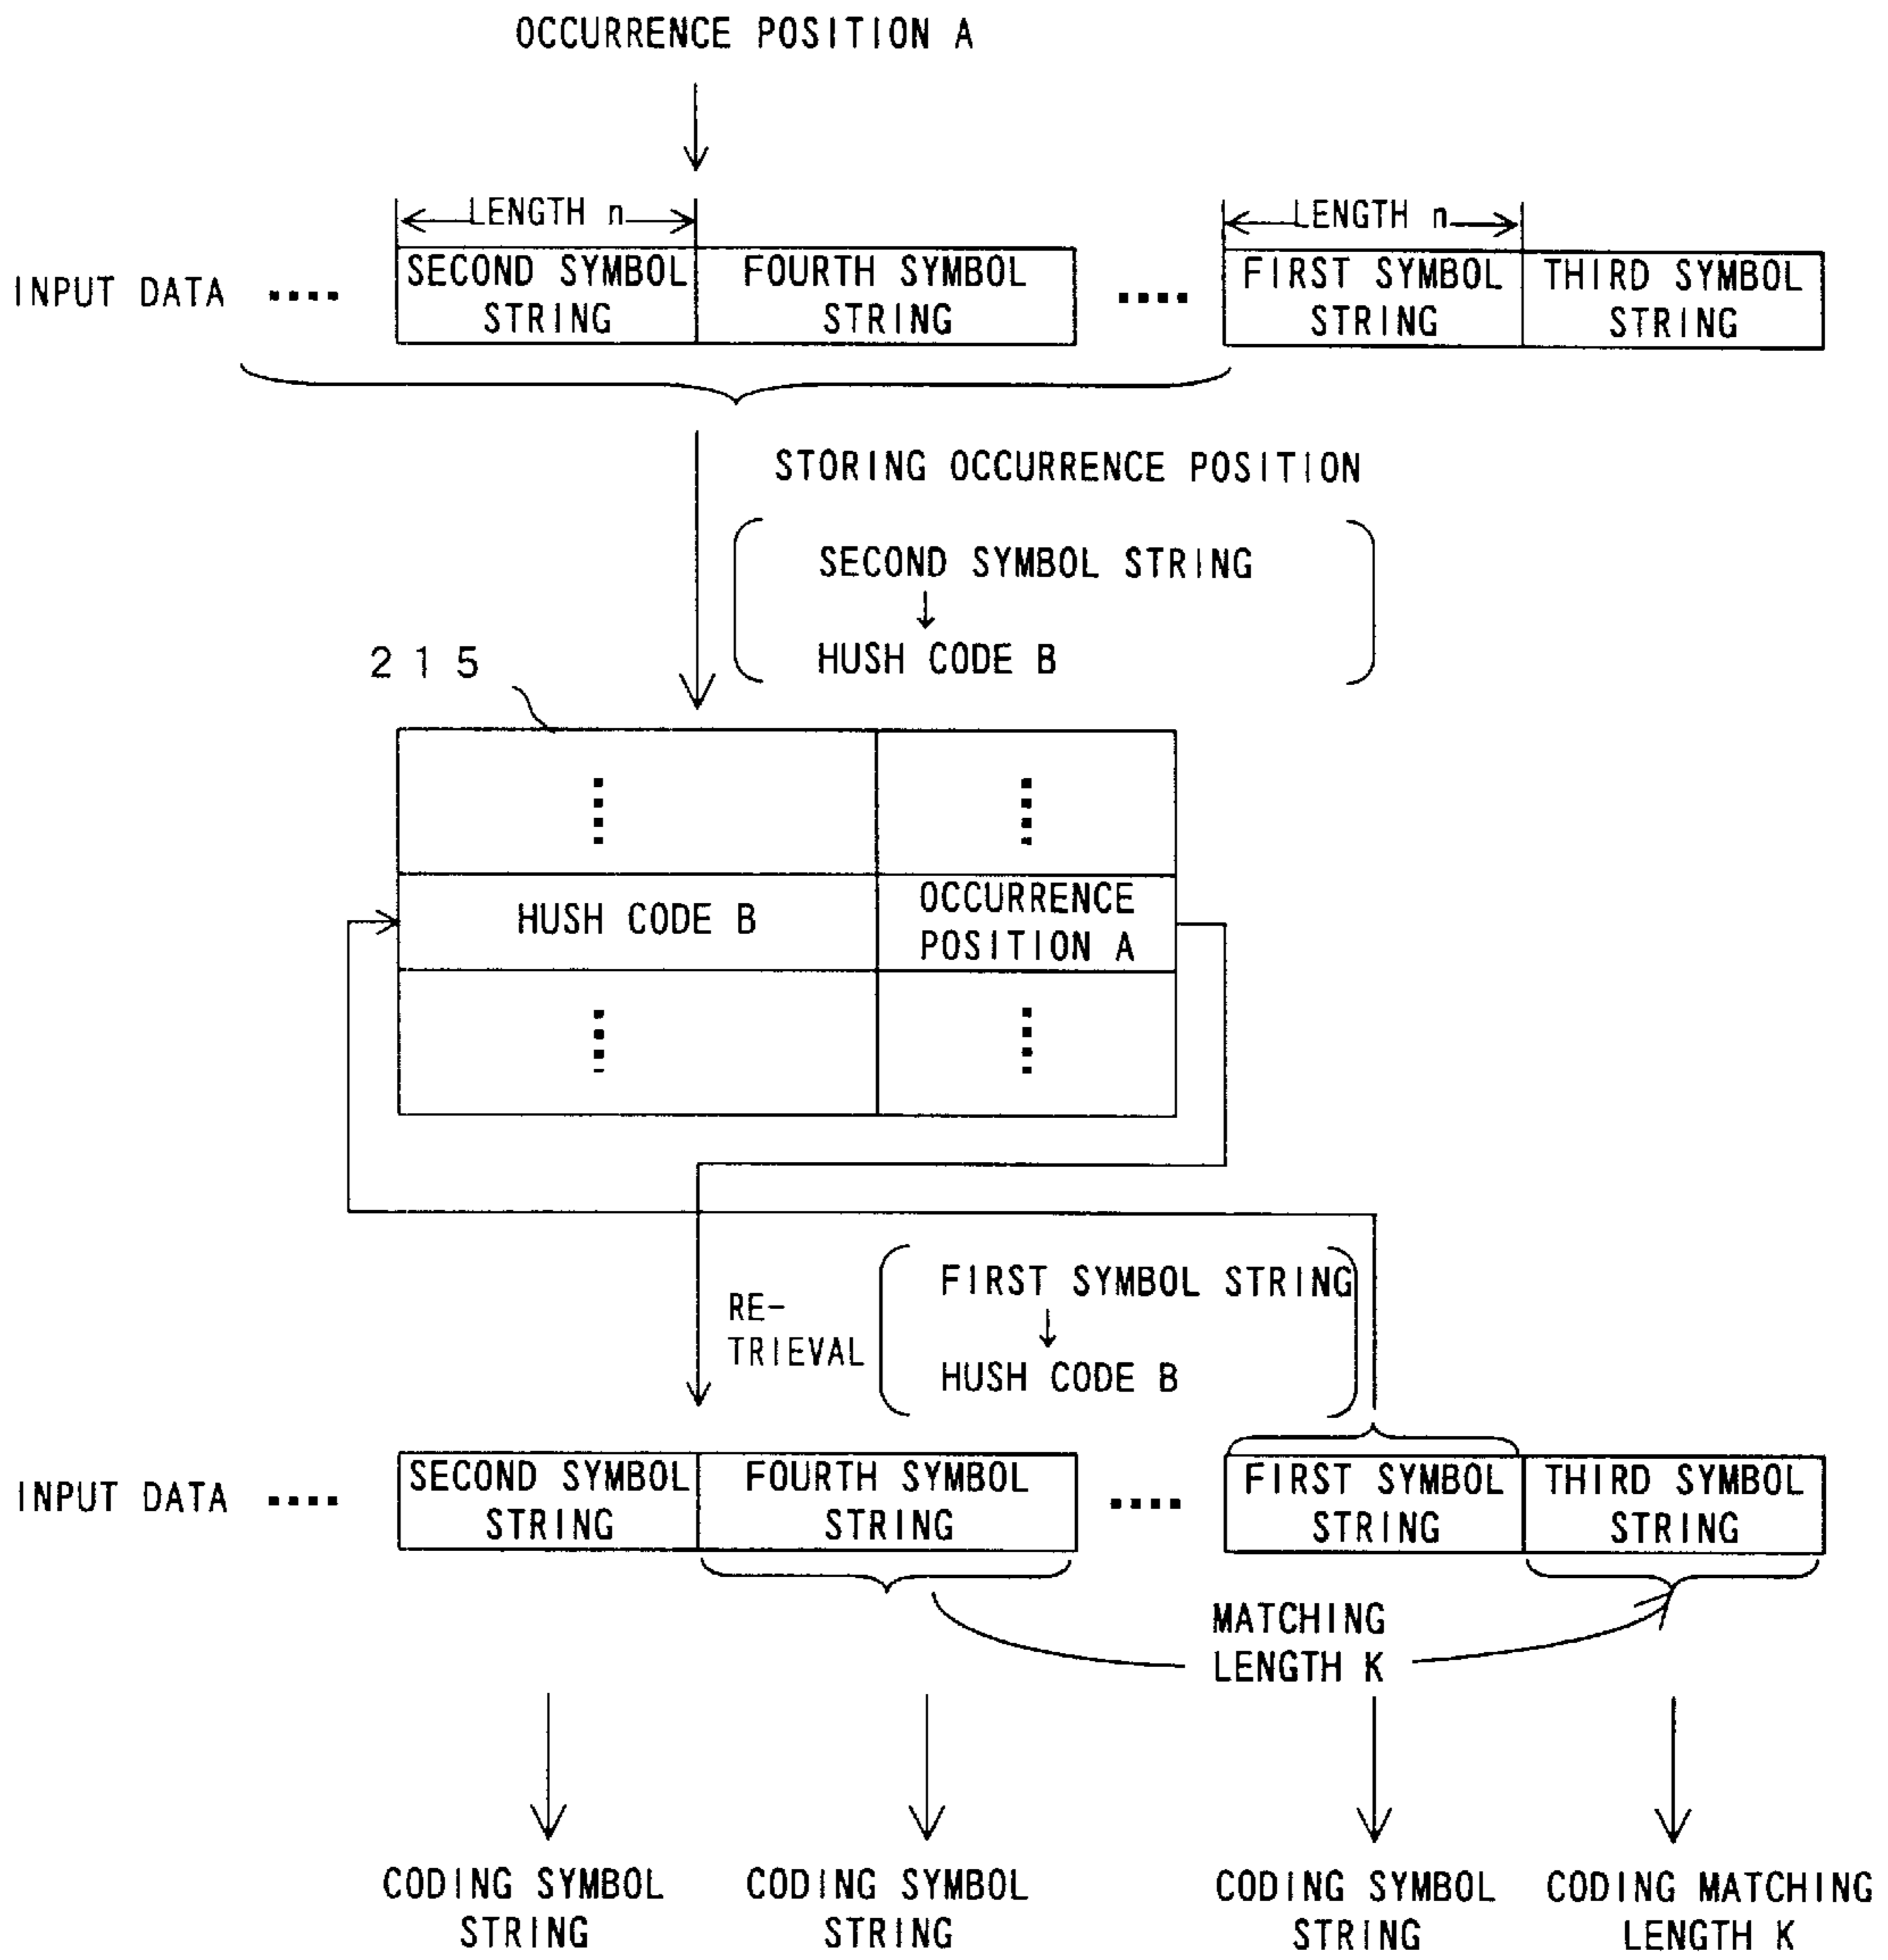 OCCURRENCE POSITION A
LENGTH n
LENGTH n
INPUT DATA
SECOND SYMBOL
STRING
FOURTH SYMBOL
STRING
FIRST SYMBOL
STRING
THIRD SYMBOL
STRING
STORING OCCURRENCE POSITION
SECOND SYMBOL STRING
HUSH CODE B
215
HUSH CODE B
OCCURRENCE
POSITION A
RE-
TRIEVAL
FIRST SYMBOL STRING
HUSH CODE B
INPUT DATA
SECOND SYMBOL
STRING
FOURTH SYMBOL
STRING
FIRST SYMBOL
STRING
THIRD SYMBOL
STRING
MATCHING
LENGTH K
CODING SYMBOL
STRING
CODING SYMBOL
STRING
CODING SYMBOL
STRING
CODING MATCHING
LENGTH K